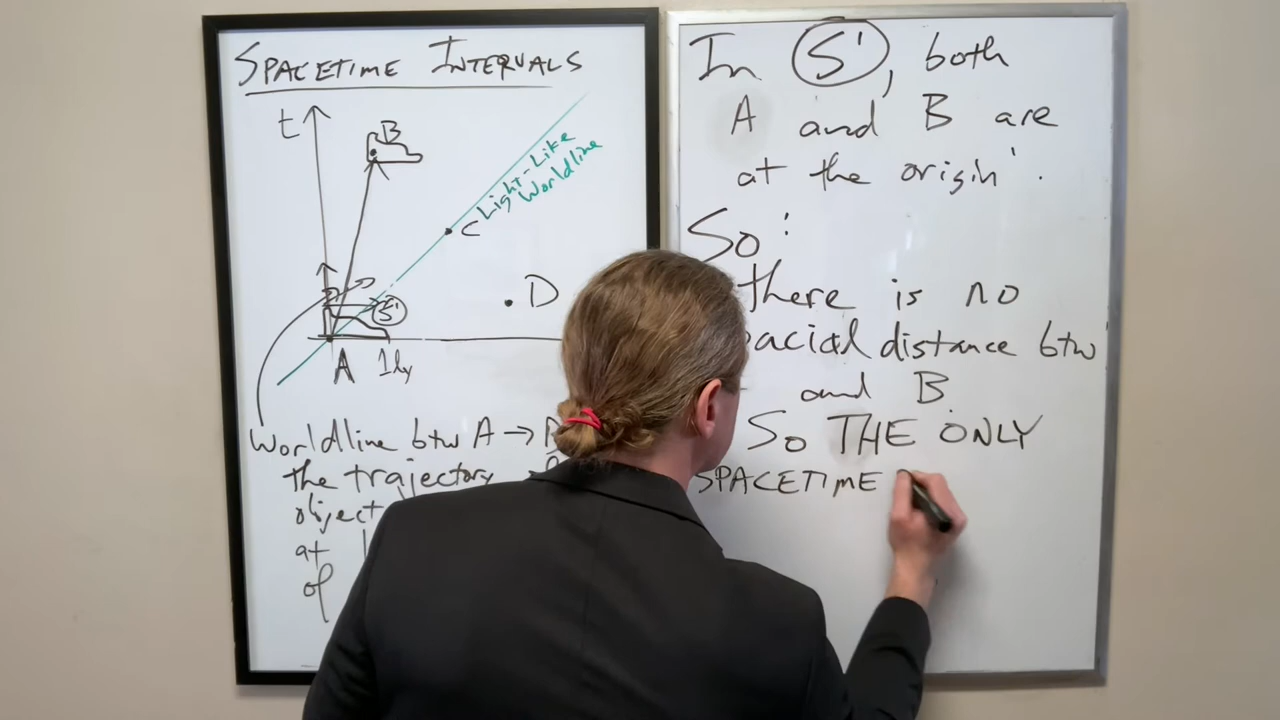 SPACETIME INTERVALS
t
B
Light-Like
Worldline
C
D
S'
A 1ly
Worldline btw A →
the trajectory
object
at
of
In S', both
A and B are
at the origin'.
So:
there is no
distance btw
and B
So THE ONLY
SPACETIME